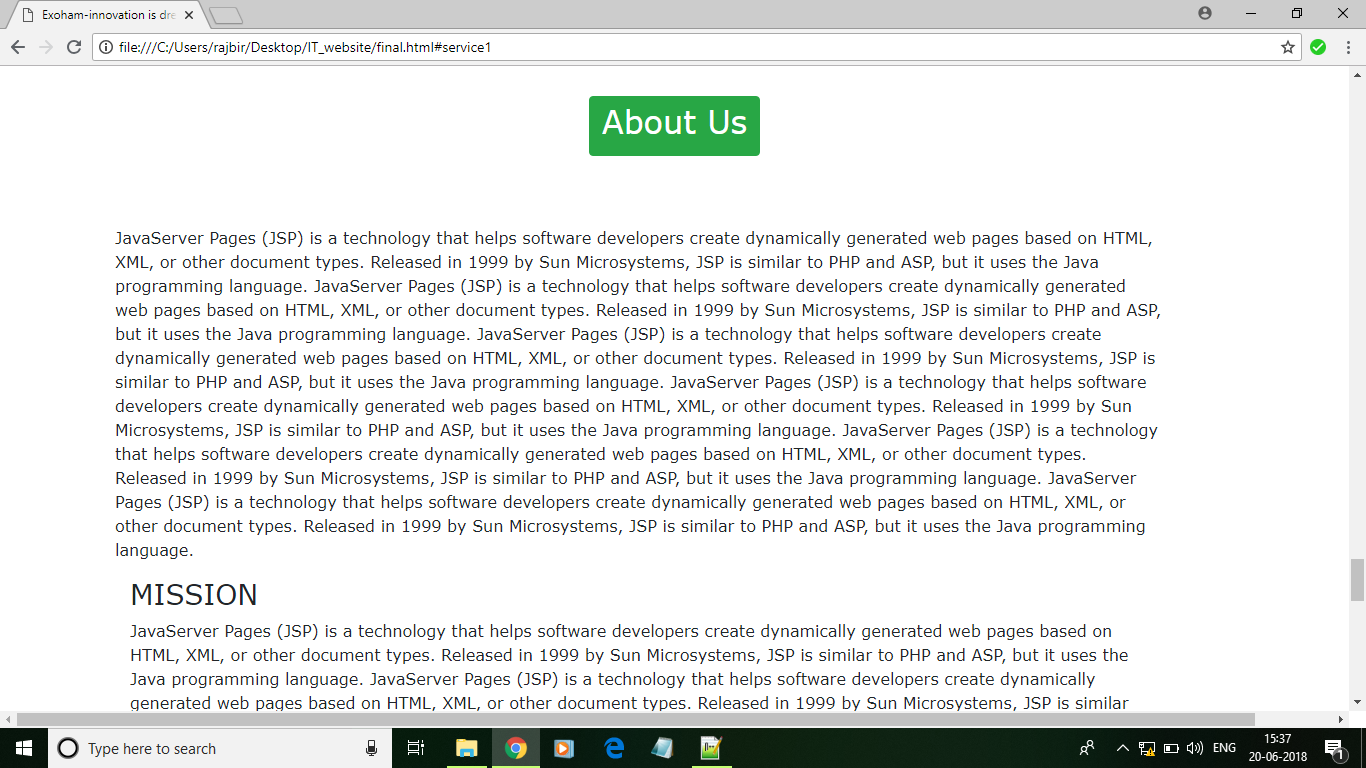 Exoham-innovation is dre
file:///C:/Users/rajbir/Desktop/IT_website/final.html#service1
About Us
JavaServer Pages (JSP) is a technology that helps software developers create dynamically generated web pages based on HTML,
XML, or other document types. Released in 1999 by Sun Microsystems, JSP is similar to PHP and ASP, but it uses the Java
programming language. JavaServer Pages (JSP) is a technology that helps software developers create dynamically generated
web pages based on HTML, XML, or other document types. Released in 1999 by Sun Microsystems, JSP is similar to PHP and ASP,
but it uses the Java programming language. JavaServer Pages (JSP) is a technology that helps software developers create
dynamically generated web pages based on HTML, XML, or other document types. Released in 1999 by Sun Microsystems, JSP is
similar to PHP and ASP, but it uses the Java programming language. JavaServer Pages (JSP) is a technology that helps software
developers create dynamically generated web pages based on HTML, XML, or other document types. Released in 1999 by Sun
Microsystems, JSP is similar to PHP and ASP, but it uses the Java programming language. JavaServer Pages (JSP) is a technology
that helps software developers create dynamically generated web pages based on HTML, XML, or other document types.
Released in 1999 by Sun Microsystems, JSP is similar to PHP and ASP, but it uses the Java programming language. JavaServer
Pages (JSP) is a technology that helps software developers create dynamically generated web pages based on HTML, XML, or
other document types. Released in 1999 by Sun Microsystems, JSP is similar to PHP and ASP, but it uses the Java programming
language.
MISSION
JavaServer Pages (JSP) is a technology that helps software developers create dynamically generated web pages based on
HTML, XML, or other document types. Released in 1999 by Sun Microsystems, JSP is similar to PHP and ASP, but it uses the
Java programming language. JavaServer Pages (JSP) is a technology that helps software developers create dynamically
generated web pages based on HTML, XML, or other document types. Released in 1999 by Sun Microsystems, JSP is similar
Type here to search
ENG
15:37
20-06-2018
1